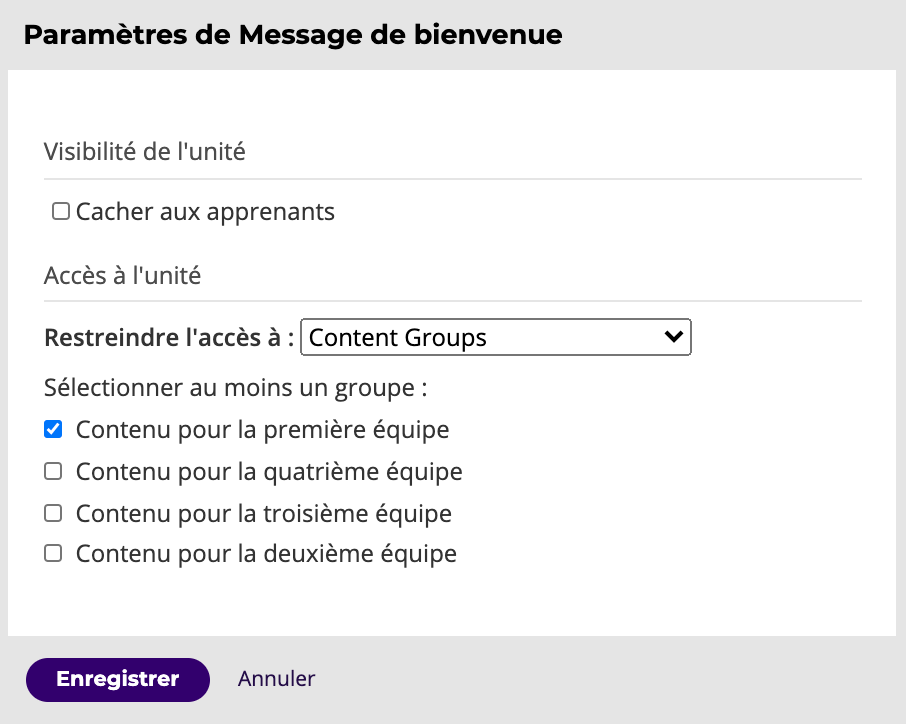 Paramètres de Message de bienvenue
Visibilité de l'unité
Cacher aux apprenants
Accès à l'unité
Restreindre l'accès à : Content Groups
Sélectionner au moins un groupe :
Contenu pour la première équipe
Contenu pour la quatrième équipe
Contenu pour la troisième équipe
Contenu pour la deuxième équipe
Enregistrer Annuler